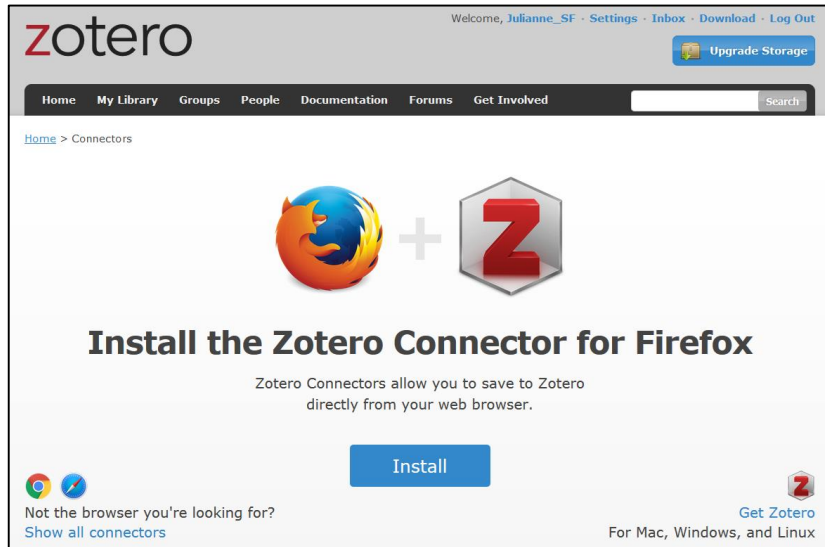 zotero
Welcome, Julianne_SF · Settings · Inbox · Download · Log Out
Upgrade Storage
Home My Library Groups People Documentation Forums Get Involved Search
Home > Connectors
Z
Install the Zotero Connector for Firefox
Zotero Connectors allow you to save to Zotero
directly from your web browser.
Install
Not the browser you're looking for?
Show all connectors
Z
Get Zotero
For Mac, Windows, and Linux